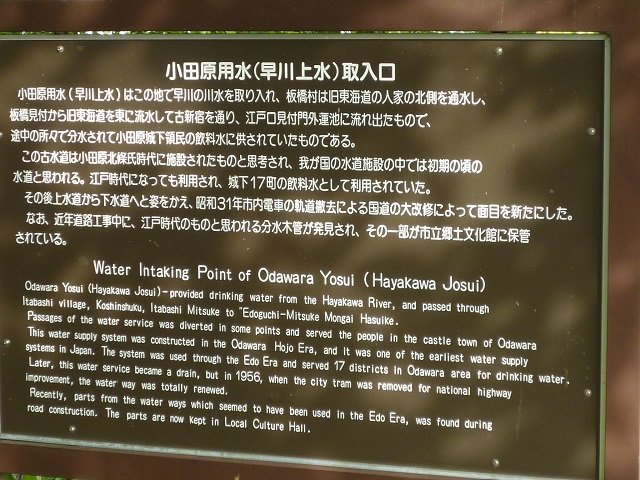 小田原用水(早川上水)取入口
小田原用水(早川上水)はこの地で早川の川水を取り入れ、板橋村は旧東海道の人家の北側を通水し、
板橋見付から旧東海道を東に流水して古新宿を通り、江戸口見付門外蓮池に流れ出たもので、
途中の所々で分水されて小田原城下領民の飲料水に供されていたものである。
この古水道は小田原北條氏時代に施設されたものと思考され、我が国の水道施設の中では初期の頃の
水道と思われる。江戸時代になっても利用され、城下17町の飲料水として利用されていた。
その後上水道から下水道へと姿をかえ、昭和31年市内電車の軌道撤去による国道の大改修によって面目を新たにした。
なお、近年道路工事中に、江戸時代のものと思われる分水木管が発見され、その一部が市立郷土文化館に保管
されている。
Water Intaking Point of Odawara Yosui (Hayakawa Josui)
Odawara Yosui (Hayakawa Josui)-provided drinking water from the Hayakawa River, and passed through
Itabashi village, Koshinshuku, Itabashi Mitsuke to "Edoguchi-Mitsuke Mongai Hasuike.
Passages of the water service was diverted in some points and served the people in the castle town of Odawara
This water supply system was constructed in the Odawara Hojo Era, and it was one of the earliest water supply
systems in Japan. The system was used through the Edo Era and served 17 districts in Odawara area for drinking water.
Later, this water service became a drain, but in 1956, when the city tram was removed for national highway
improvement, the water way was totally renewed.
Recently, parts from the water ways which seemed to have been used in the Edo Era, was found during
road construction. The parts are now kept in Local Culture Hall.